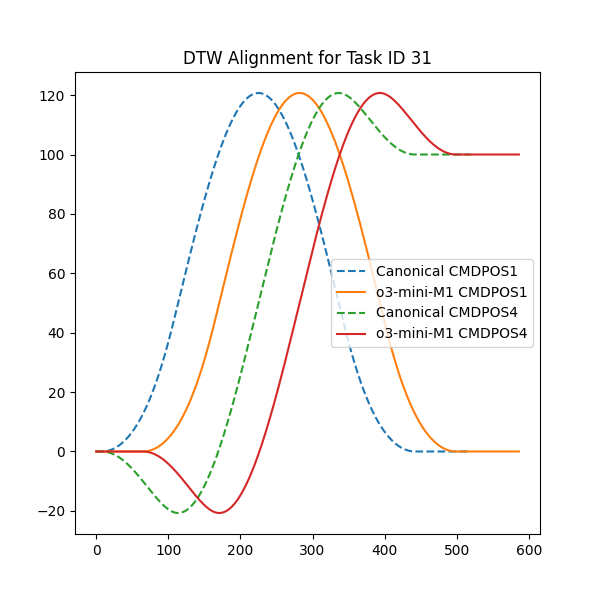 DTW Alignment for Task ID 31
120
100
80
60
40
20
0
−20
Canonical CMDPOS1
o3-mini-M1 CMDPOS1
Canonical CMDPOS4
o3-mini-M1 CMDPOS4
0 100 200 300 400 500 600